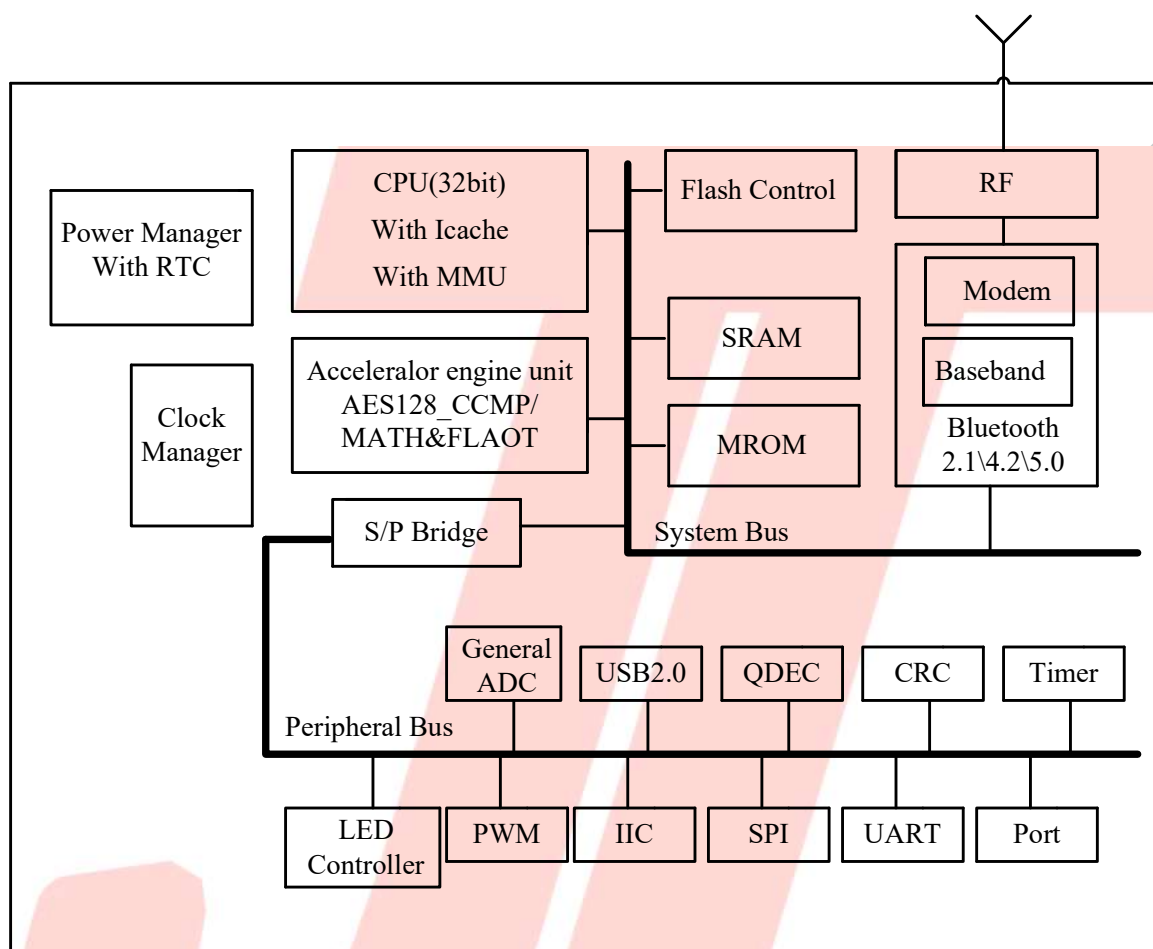 CPU(32bit)
With Icache
With MMU
Flash Control
RF
Power Manager
With RTC
Modem
SRAM
Acceleralor engine unit
AES128_CCMP/
MATH&FLAOT
Baseband
Clock
Manager
MROM
Bluetooth
2.1\4.2\5.0
S/P Bridge
System Bus
General
ADC
USB2.0
QDEC
CRC
Timer
Peripheral Bus
LED
Controller
PWM
IIC
SPI
UART
Port